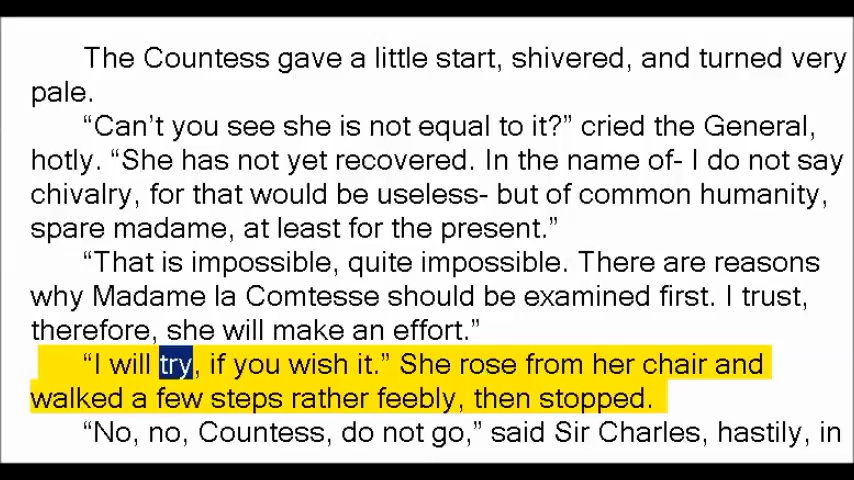 The Countess gave a little start, shivered, and turned very
pale.
“Can’t you see she is not equal to it?” cried the General,
hotly. “She has not yet recovered. In the name of- I do not say
chivalry, for that would be useless- but of common humanity,
spare madame, at least for the present.”
“That is impossible, quite impossible. There are reasons
why Madame la Comtesse should be examined first. I trust,
therefore, she will make an effort.”
“I will try, if you wish it.” She rose from her chair and
walked a few steps rather feebly, then stopped.
“No, no, Countess, do not go,” said Sir Charles, hastily, in